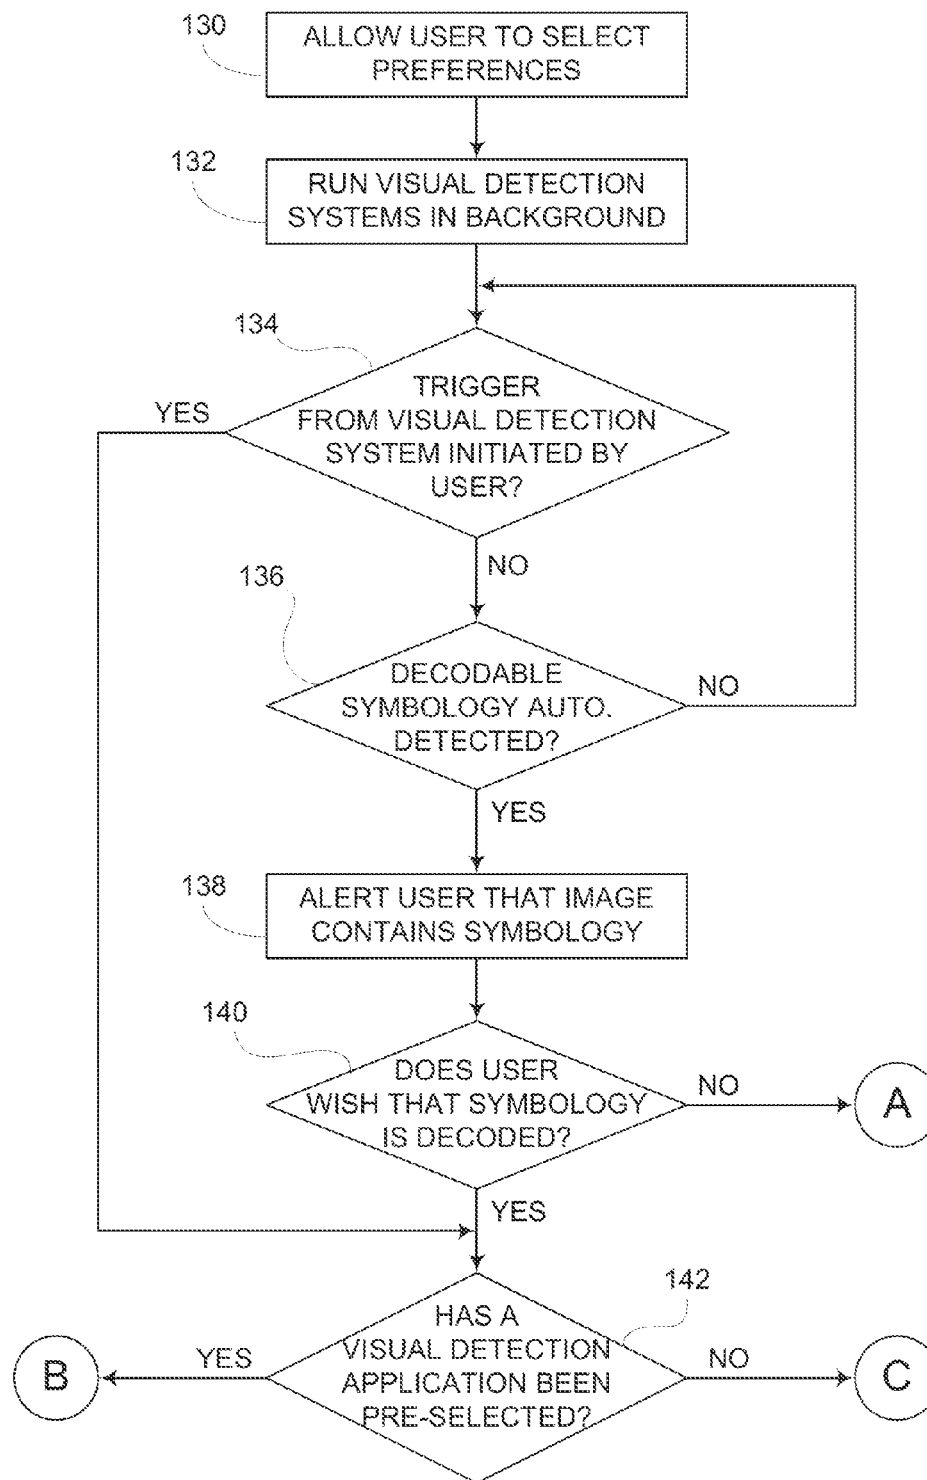 130
ALLOW USER TO SELECT
PREFERENCES
132
RUN VISUAL DETECTION
SYSTEMS IN BACKGROUND
134
YES
TRIGGER
FROM VISUAL DETECTION
SYSTEM INITIATED BY
USER?
NO
136
DECODABLE
SYMBOLOGY AUTO.
DETECTED?
NO
YES
138
ALERT USER THAT IMAGE
CONTAINS SYMBOLOGY
140
DOES USER
WISH THAT SYMBOLOGY
IS DECODED?
NO
A
YES
142
HAS A
VISUAL DETECTION
APPLICATION BEEN
PRE-SELECTED?
YES
B
NO
C